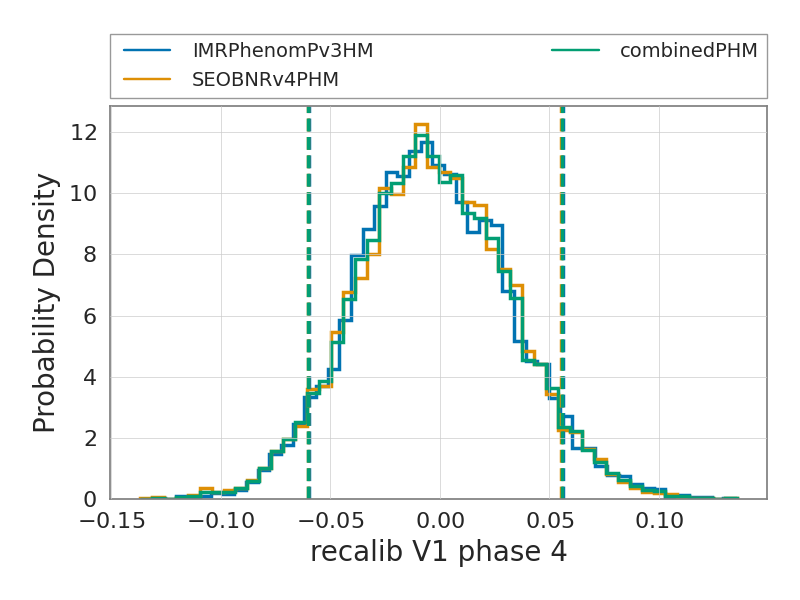 IMRPhenomPv3HM combinedPHM
SEOBNRv4PHM
Probability Density
12
10
8
6
4
2
0
−0.15 −0.10 −0.05 0.00 0.05 0.10
recalib V1 phase 4